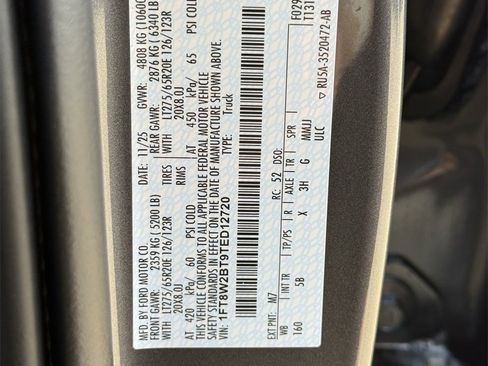 MFD. BY FORD MOTOR CO.
DATE: 11/25 GVWR: 4808 KG (1060
FRONT GAWR: 2359 KG (5200 LB) REAR GAWR: 2876 KG (6340 LB
WITH LT275/65R20E 126/123R TIRES WITH LT275/65R20E 126/123R
20X8.0J RIMS 20X8.0J
AT 420 kPa/ 60 PSI COLD AT 450 kPa/ 65 PSI COLD
THIS VEHICLE CONFORMS TO ALL APPLICABLE FEDERAL MOTOR VEHICLE
SAFETY STANDARDS IN EFFECT ON THE DATE OF MANUFACTURE SHOWN ABOVE.
VIN: 1FT8W2BT9TED12720 TYPE: Truck
F029
T131
EXT PNT: M7 RC: 52 DSO:
WB INT TR TP/PS R AXLE TR SPR
160 5B X 3H G MMUJ
ULC
▽ RU5A-3520472-AB